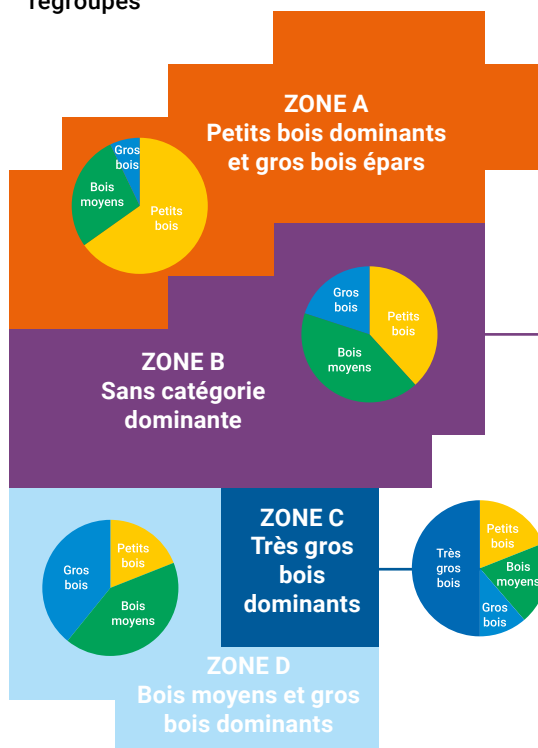 regroupés
ZONE A
Petits bois dominants
et gros bois épars
Gros
bois
Bois
moyens
Petits
bois
Gros
bois
Petits
bois
Bois
moyens
ZONE B
Sans catégorie
dominante
ZONE C
Très gros
bois
dominants
Petits
bois
Très
gros
bois
Bois
moyens
Gros
bois
Petits
bois
Gros
bois
Bois
moyens
ZONE D
Bois moyens et gros
bois dominants